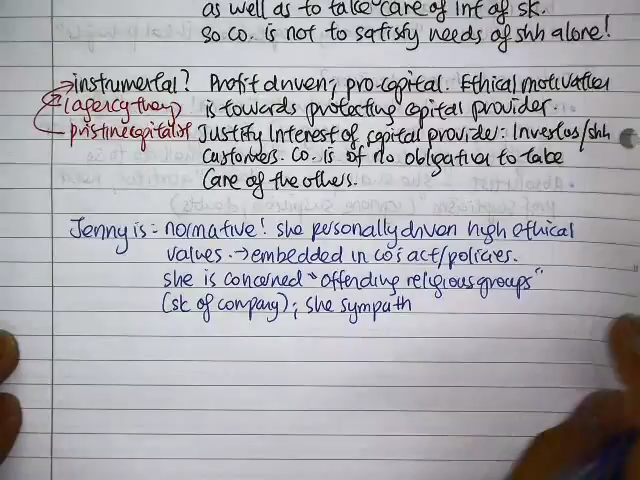 as well as to take care of int of sk.
So co. is not to satisfy needs of shh alone!
instrumental? Profit driven; pro capital. Ethical motivation
(agency theory) is towards protecting capital provider.
pristine capitalist Justify interest of capital provider: Investors/shh
customers. Co. is of no obligation to take
care of the others.
Jenny is: normative! she personally driven high ethical
values. → embedded in co's act/policies.
she is concerned "offending religious groups"
(sk of company); she sympath